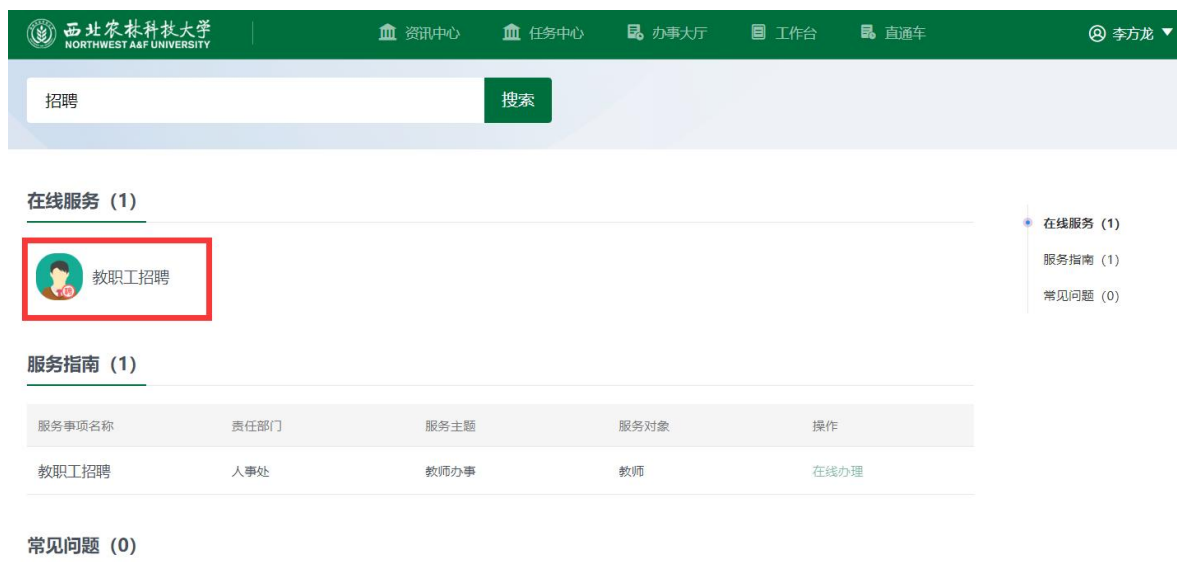 西北农林科技大学
NORTHWEST A&F UNIVERSITY
资讯中心 任务中心 办事大厅 工作台 直通车 李方龙
招聘 搜索
在线服务（1）
教职工招聘
服务指南（1）
服务事项名称 责任部门 服务主题 服务对象 操作
教职工招聘 人事处 教师办事 教师 在线办理
常见问题（0）
在线服务（1）
服务指南（1）
常见问题（0）